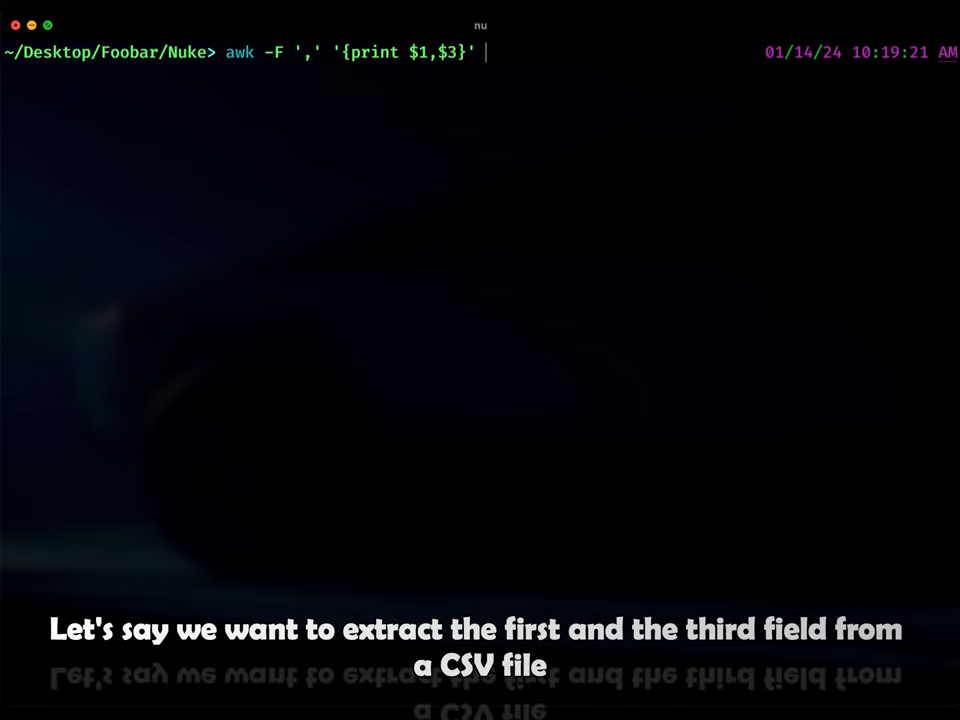 nu
~/Desktop/Foobar/Nuke> awk -F ',' '{print $1,$3}' 01/14/24 10:19:21 AM
Let's say we want to extract the first and the third field from
a CSV file